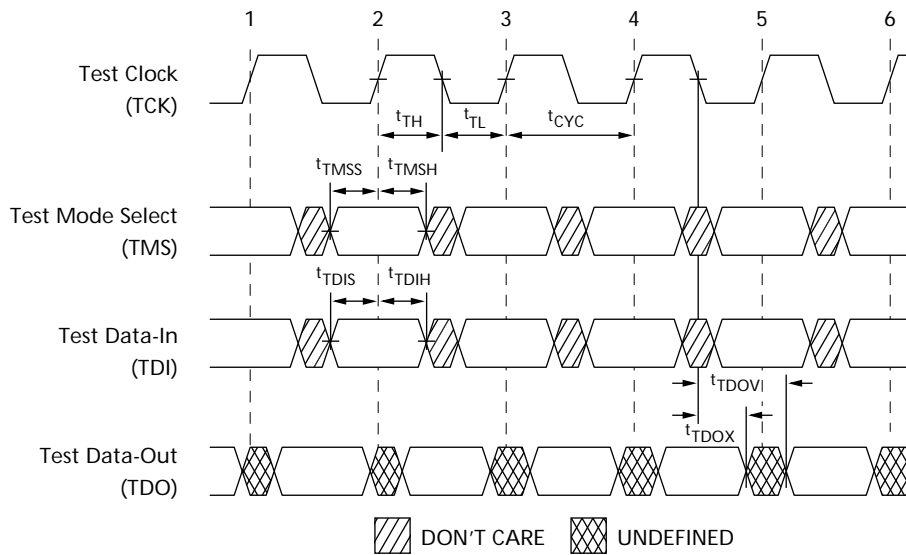 1 2 3 4 5 6
Test Clock
(TCK)
tTH tTL tCYC
tTMSS tTMSH
Test Mode Select
(TMS)
tTDIS tTDIH
Test Data-In
(TDI)
tTDOV
tTDOX
Test Data-Out
(TDO)
DON'T CARE UNDEFINED